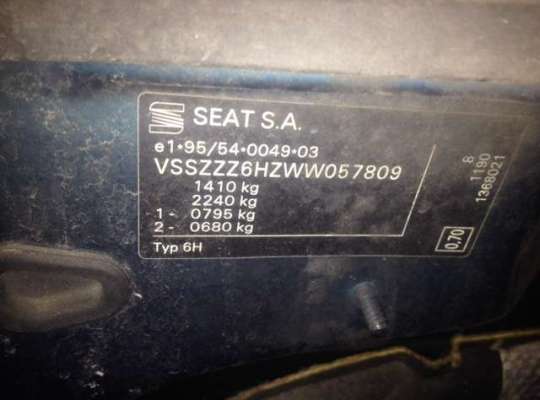 SEAT S.A.
e1*95/54*0049*03
VSSZZZ6HZWW057809
1410 kg
2240 kg
1 - 0795 kg
2 - 0680 kg
Typ 6H
8
1190
1368021
0,70